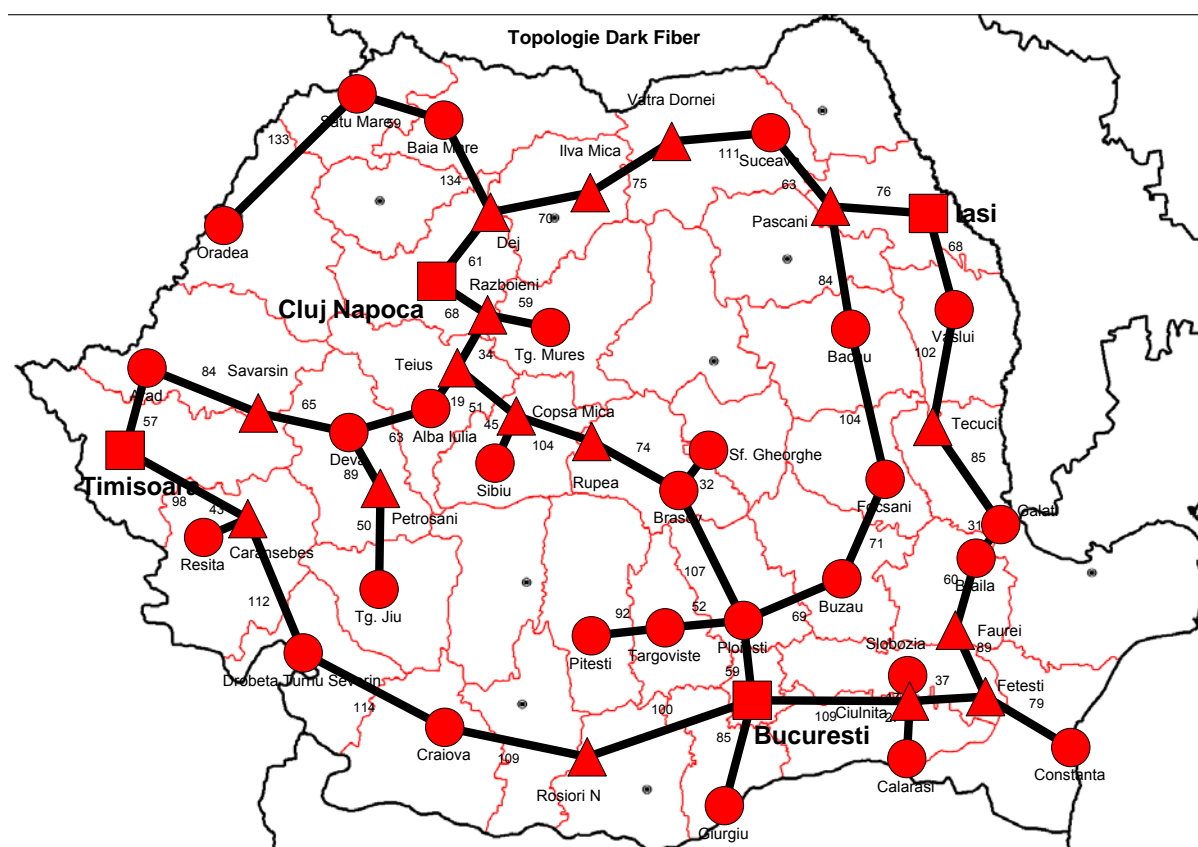 Topologie Dark Fiber
Vatra Dornei
Satu Mare
59
133
Baia Mare
Ilva Mica
111
Suceava
134
75
63
76
Pascani
Iasi
70
Dej
Oradea
68
61
Razboieni
84
59
Cluj Napoca
68
Tg. Mures
Vaslui
Bacau
102
34
Teius
Savarsin
84
Arad
65
19
51
Copsa Mica
57
63
Alba Iulia
45
104
104
Tecuci
Deva
74
Sf. Gheorghe
85
Timisoara
89
Sibiu
Rupea
32
98
43
Petrosani
Brasov
Focsani
Galati
50
31
Resita
Caransebes
71
Braila
107
60
112
Tg. Jiu
Buzau
92
52
69
Faurei
Slobozia
89
Pitesti
Targoviste
Ploiesti
59
37
Drobeta Turnu Severin
Fetesti
114
100
109
Ciulnita
79
85
Bucuresti
Craiova
109
Constanta
Rosiori N
Calarasi
Giurgiu